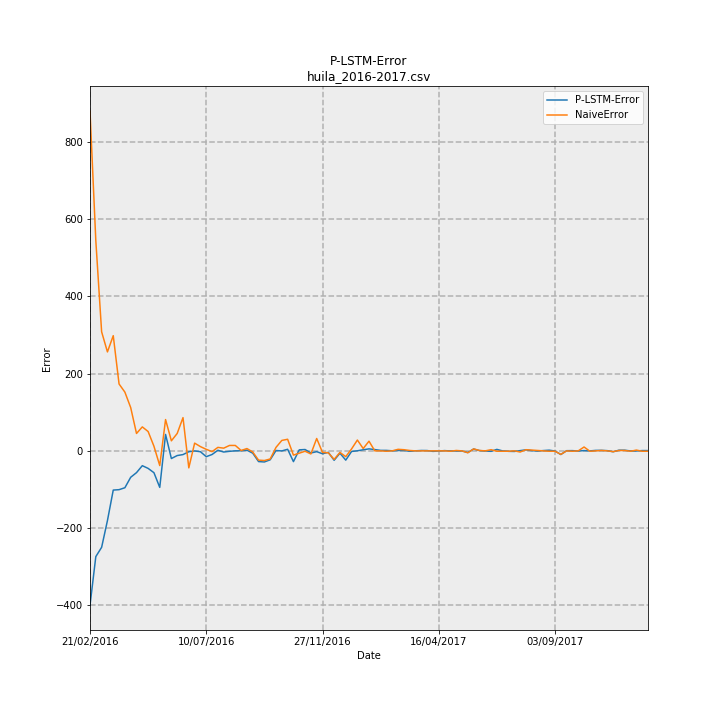 P-LSTM-Error
huila_2016-2017.csv
P-LSTM-Error
NaiveError
800
600
400
200
0
−200
−400
Error
21/02/2016
10/07/2016
27/11/2016
16/04/2017
03/09/2017
Date